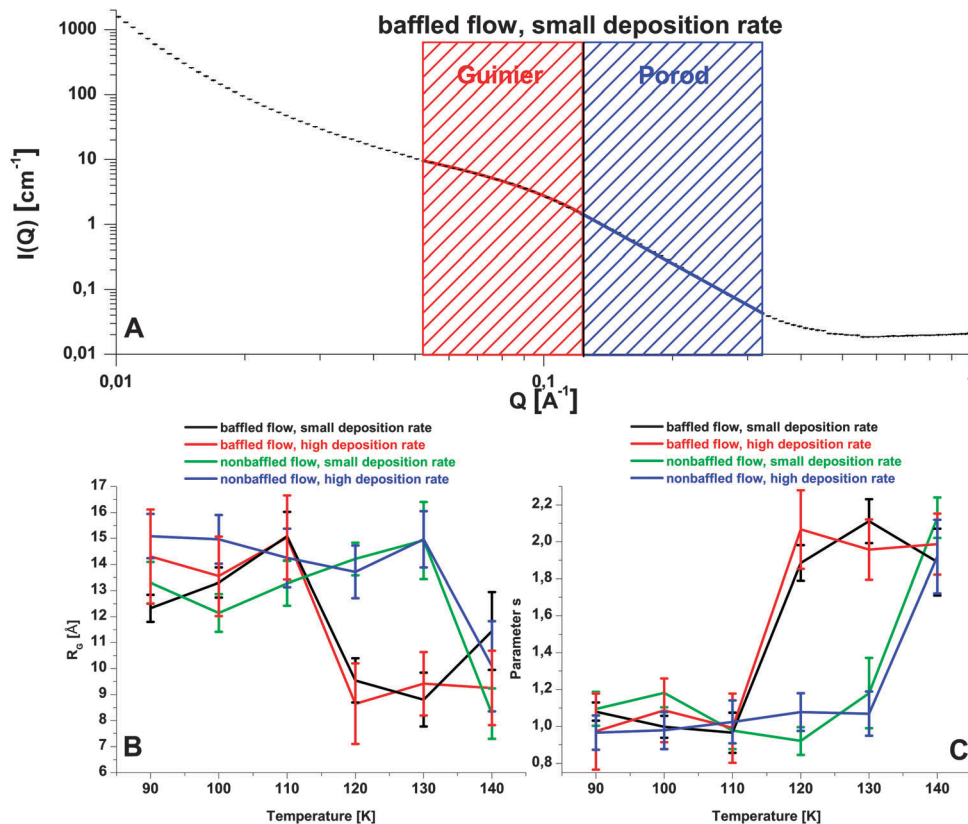 baffled flow, small deposition rate
Guinier Porod
1000
100
10
1
0,1
0,01
I(Q) [cm⁻¹]
A
0,01 0,1
Q [A⁻¹]
baffled flow, small deposition rate
baffled flow, high deposition rate
nonbaffled flow, small deposition rate
nonbaffled flow, high deposition rate
17
16
15
14
13
12
11
10
9
8
7
6
R_G [Å]
B
90 100 110 120 130 140
Temperature [K]
baffled flow, small deposition rate
baffled flow, high deposition rate
nonbaffled flow, small deposition rate
nonbaffled flow, high deposition rate
2,2
2,0
1,8
1,6
1,4
1,2
1,0
0,8
Parameter s
C
90 100 110 120 130 140
Temperature [K]